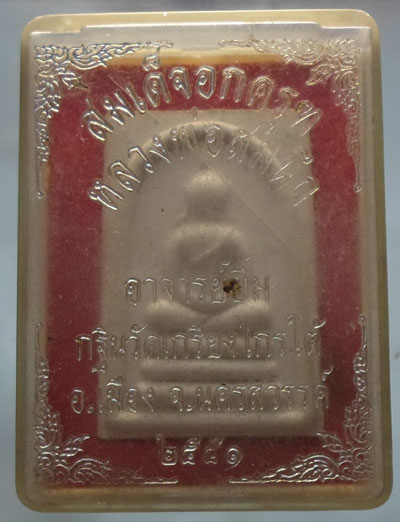 สมเด็จอกครุฑ
หลวงพ่อ
อาจารย์ปิ่ม
กฐินวัดเกรียงไกรใต้
อ.เมือง จ.นครสวรรค์
๒๕๕๑